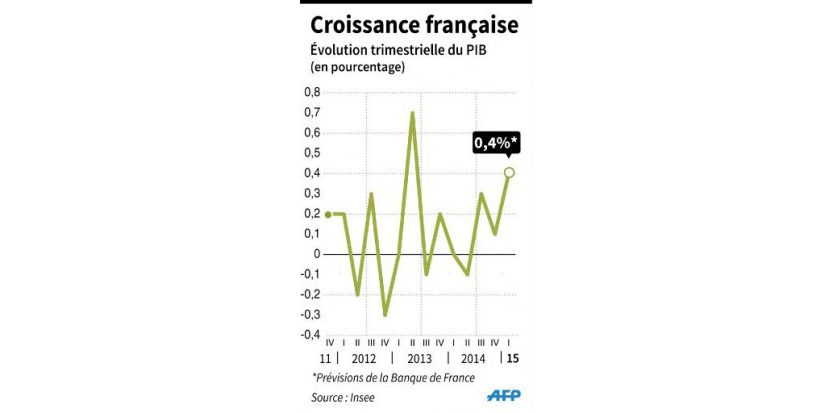 Croissance française
Évolution trimestrielle du PIB
(en pourcentage)
0,8
0,7
0,6
0,5
0,4
0,3
0,2
0,1
0
-0,1
-0,2
-0,3
-0,4
0,4%*
IV I II III IV I II III IV I II III IV I
11 2012 2013 2014 15
*Prévisions de la Banque de France
Source : Insee AFP